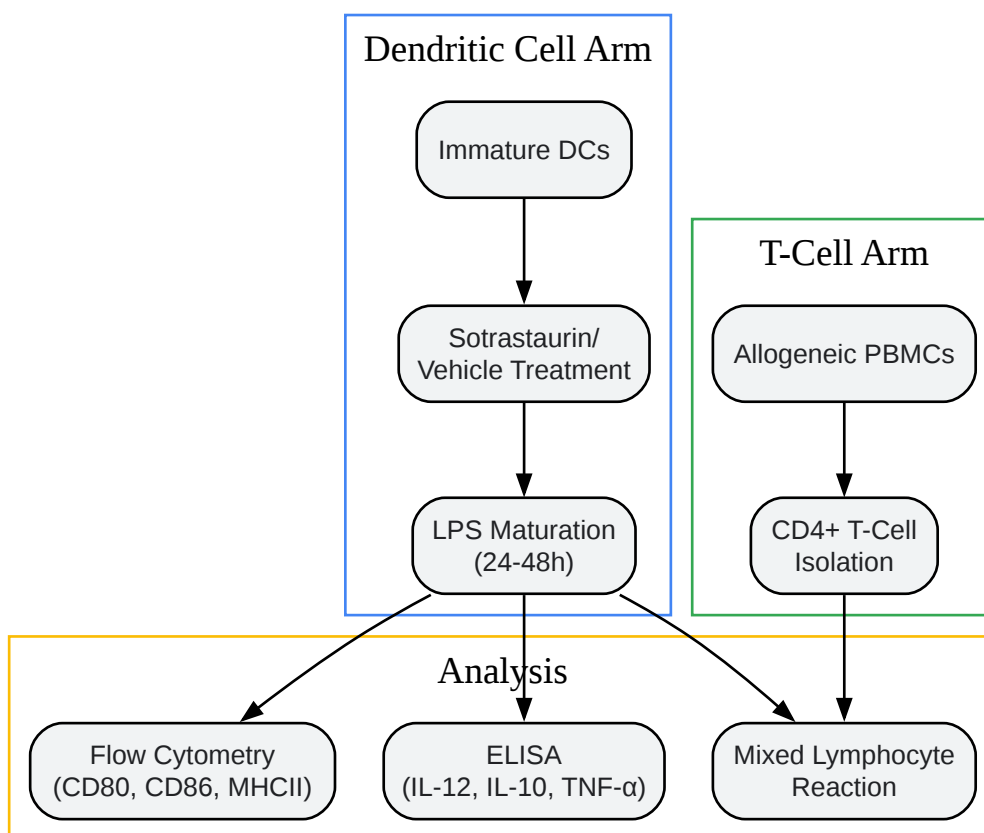 Dendritic Cell Arm
Immature DCs
Sotrastaurin/
Vehicle Treatment
LPS Maturation
(24-48h)
T-Cell Arm
Allogeneic PBMCs
CD4+ T-Cell
Isolation
Analysis
Flow Cytometry
(CD80, CD86, MHCII)
ELISA
(IL-12, IL-10, TNF-α)
Mixed Lymphocyte
Reaction